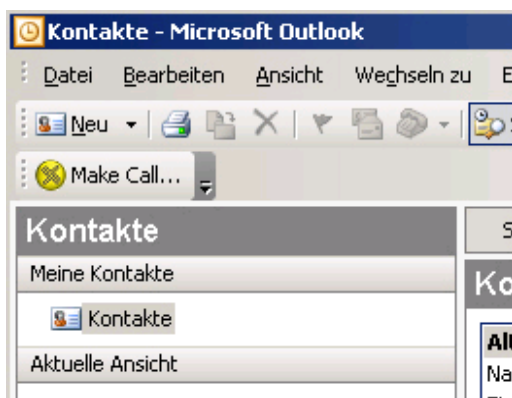 Kontakte - Microsoft Outlook
Datei Bearbeiten Ansicht Wechseln zu
Neu
Make Call...
Kontakte
Meine Kontakte
Kontakte
Aktuelle Ansicht